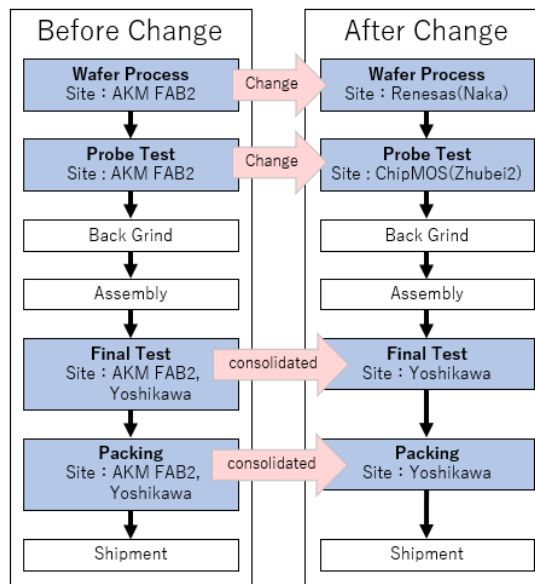 Before Change
Wafer Process
Site：AKM FAB2
Probe Test
Site : AKM FAB2
Back Grind
Assembly
Final Test
Site：AKM FAB2,
Yoshikawa
Packing
Site：AKM FAB2,
Yoshikawa
Shipment
Change
Change
consolidated
consolidated
After Change
Wafer Process
Site：Renesas(Naka)
Probe Test
Site：ChipMOS(Zhubei2)
Back Grind
Assembly
Final Test
Site：Yoshikawa
Packing
Site：Yoshikawa
Shipment